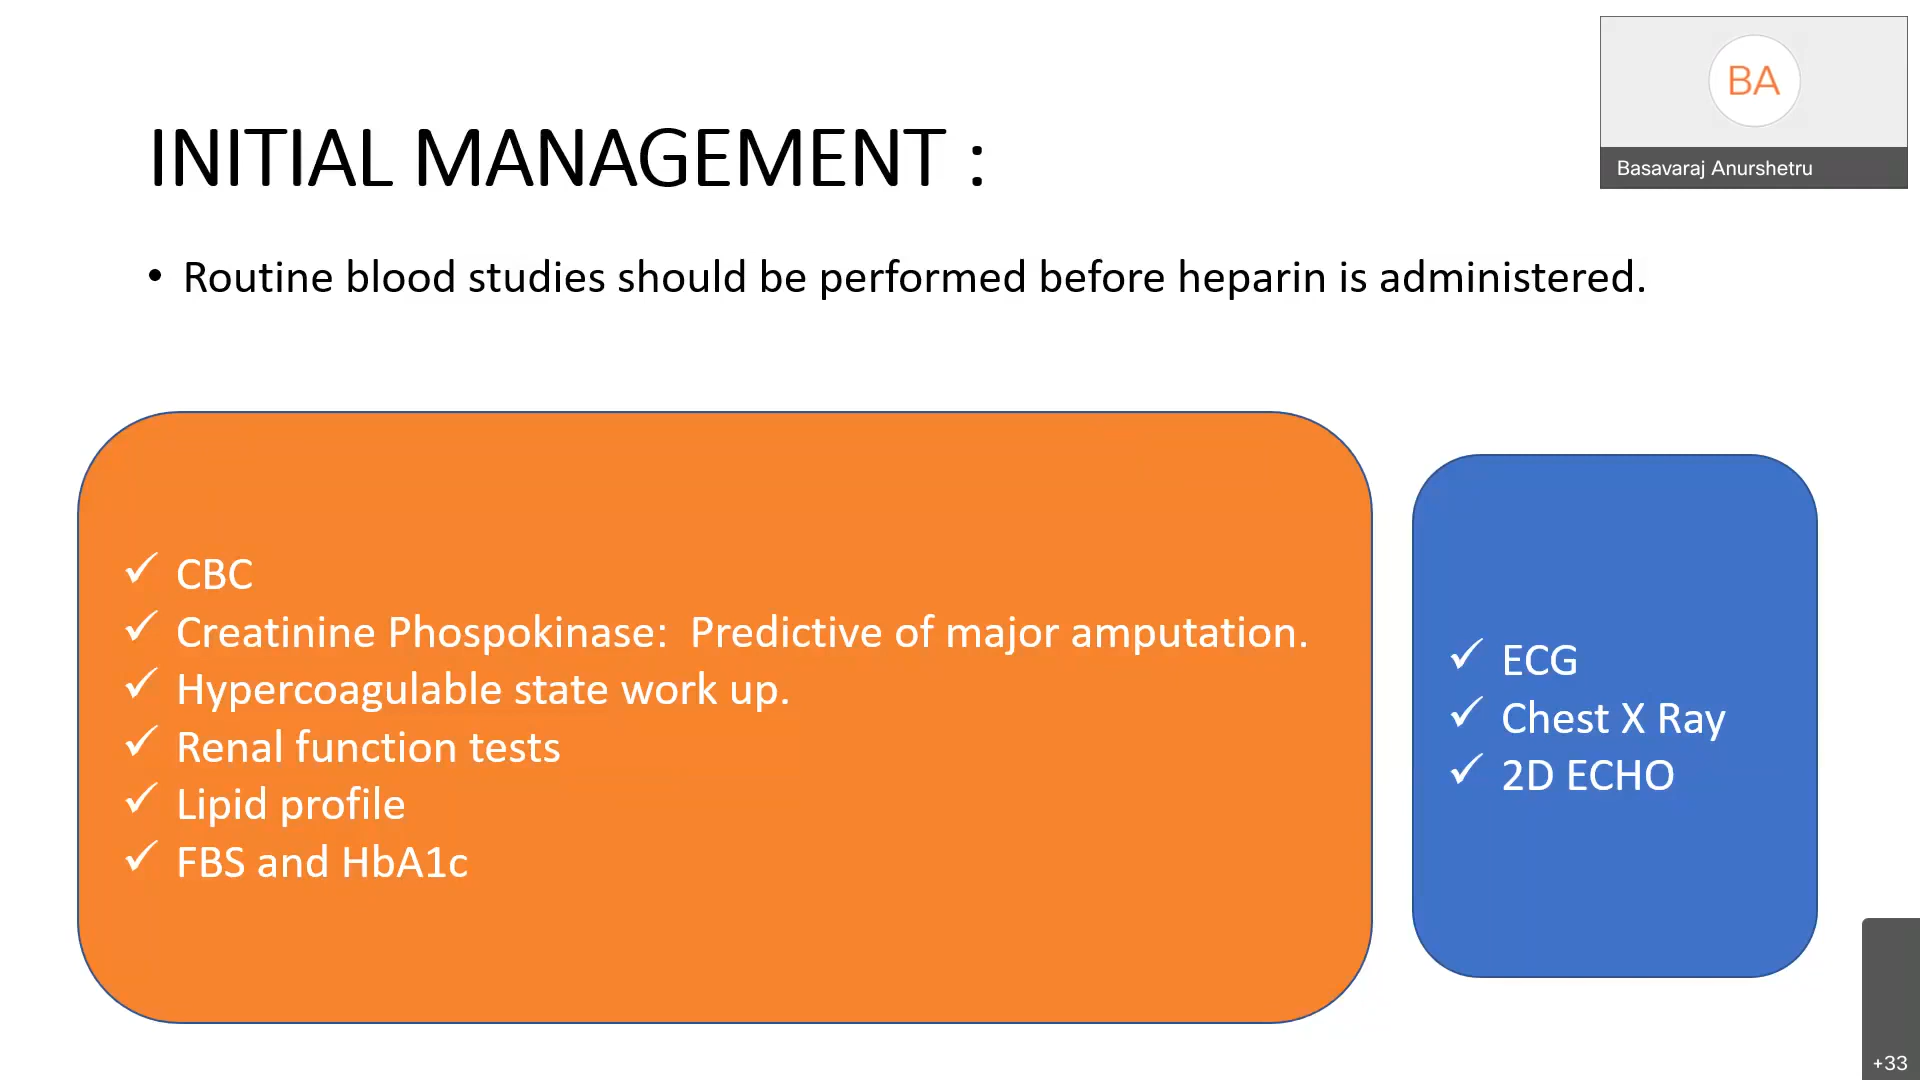 BA
Basavaraj Anurshetru
INITIAL MANAGEMENT :
• Routine blood studies should be performed before heparin is administered.
✓ CBC
✓ Creatinine Phospokinase:  Predictive of major amputation.
✓ Hypercoagulable state work up.
✓ Renal function tests
✓ Lipid profile
✓ FBS and HbA1c
✓ ECG
✓ Chest X Ray
✓ 2D ECHO
+33